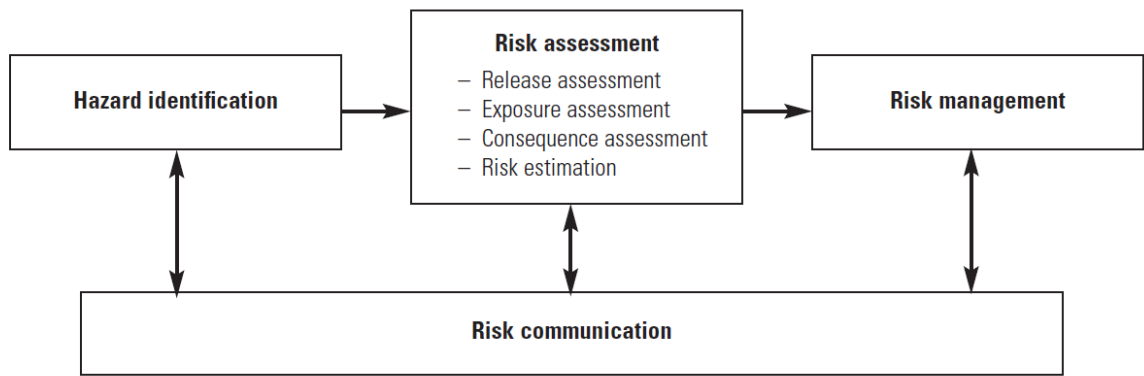 Hazard identification
Risk assessment
– Release assessment
– Exposure assessment
– Consequence assessment
– Risk estimation
Risk management
Risk communication